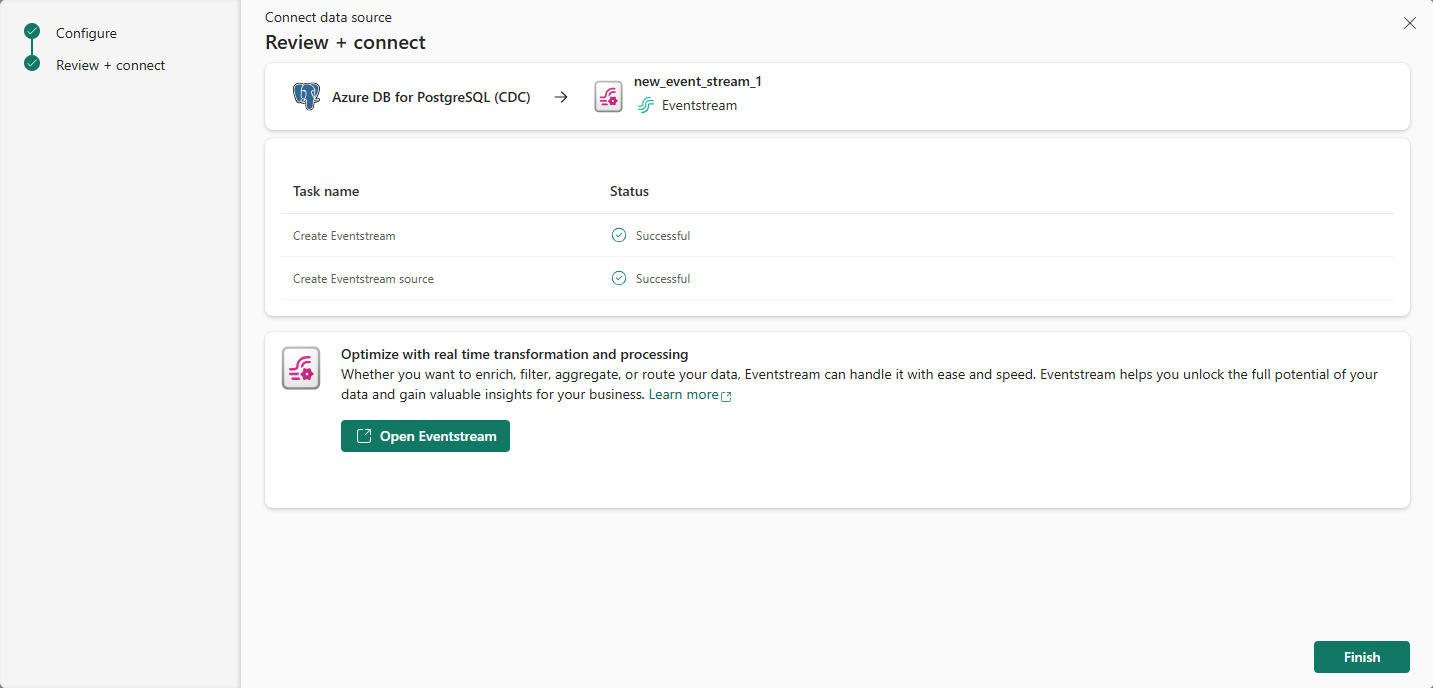 Configure
Review + connect
Connect data source
Review + connect
Azure DB for PostgreSQL (CDC)
new_event_stream_1
Eventstream
Task name Status
Create Eventstream Successful
Create Eventstream source Successful
Optimize with real time transformation and processing
Whether you want to enrich, filter, aggregate, or route your data, Eventstream can handle it with ease and speed. Eventstream helps you unlock the full potential of your
data and gain valuable insights for your business. Learn more
Open Eventstream
Finish